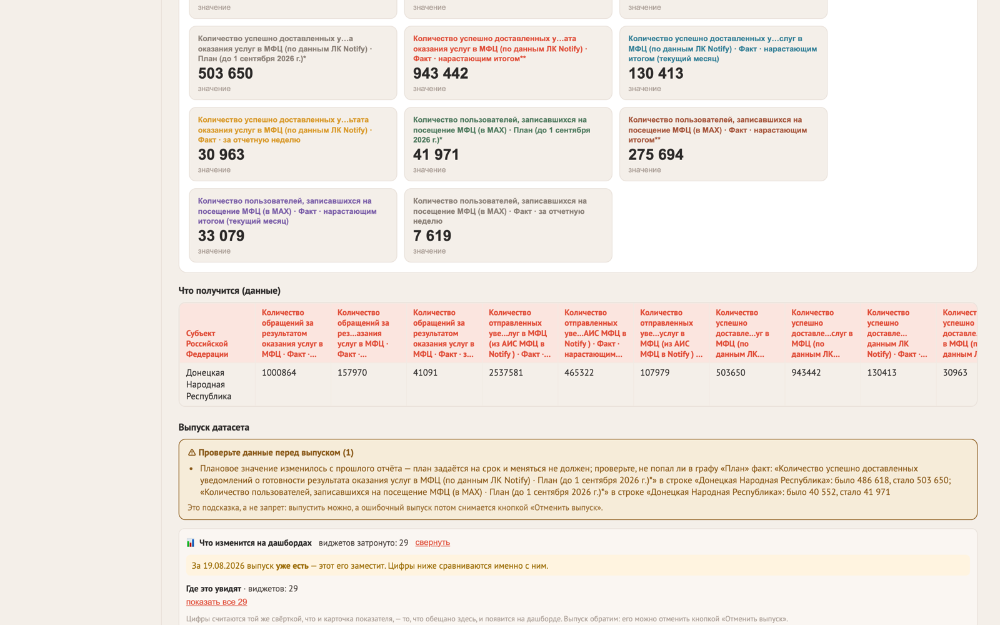 значение
значение
значение
Количество успешно доставленных у...а
оказания услуг в МФЦ (по данным ЛК Notify) ·
План (до 1 сентября 2026 г.)*
503 650
значение
Количество успешно доставленных у...ата
оказания услуг в МФЦ (по данным ЛК Notify) ·
Факт · нарастающим итогом**
943 442
значение
Количество успешно доставленных у...слуг в
МФЦ (по данным ЛК Notify) · Факт · нарастающим
итогом (текущий месяц)
130 413
значение
Количество успешно доставленных у...ьтата
оказания услуг в МФЦ (по данным ЛК Notify) ·
Факт · за отчетную неделю
30 963
значение
Количество пользователей, записавшихся на
посещение МФЦ (в MAX) · План (до 1 сентября
2026 г.)*
41 971
значение
Количество пользователей, записавшихся на
посещение МФЦ (в MAX) · Факт · нарастающим
итогом**
275 694
значение
Количество пользователей, записавшихся на
посещение МФЦ (в MAX) · Факт · нарастающим
итогом (текущий месяц)
33 079
значение
Количество пользователей, записавшихся на
посещение МФЦ (в MAX) · Факт · за отчетную
неделю
7 619
значение
Что получится (данные)
Субъект
Российской
Федерации
Количество
обращений за
результатом
оказания услуг в
МФЦ · Факт ·...
Количество
обращений за
рез...азания
услуг в МФЦ ·
Факт ·...
Количество
обращений за
результатом
оказания услуг в
МФЦ · Факт · з...
Количество
отправленных
уве...луг в МФЦ
(из АИС МФЦ в
Notify ) · Факт ·...
Количество
отправленных
уве...АИС МФЦ в
Notify ) · Факт ·
нарастающим...
Количество
отправленных
уве...услуг в
МФЦ (из АИС
МФЦ в Notify ) ...
Количество
успешно
доставле...уг в
МФЦ (по
данным ЛК...
Количество
успешно
доставле...слуг в
МФЦ (по
данным ЛК...
Количество
успешно
доставле...
данным ЛК
Notify) · Факт ·...
Количест
успешно
доставле.
в МФЦ (п
данным Л
Донецкая
Народная
Республика
1000864
157970
41091
2537581
465322
107979
503650
943442
130413
30963
Выпуск датасета
⚠ Проверьте данные перед выпуском (1)
• Плановое значение изменилось с прошлого отчёта — план задаётся на срок и меняться не должен; проверьте, не попал ли в графу «План» факт: «Количество успешно доставленных
уведомлений о готовности результата оказания услуг в МФЦ (по данным ЛК Notify) · План (до 1 сентября 2026 г.)*» в строке «Донецкая Народная Республика»: было 486 618, стало 503 650;
«Количество пользователей, записавшихся на посещение МФЦ (в MAX) · План (до 1 сентября 2026 г.)*» в строке «Донецкая Народная Республика»: было 40 552, стало 41 971
Это подсказка, а не запрет: выпустить можно, а ошибочный выпуск потом снимается кнопкой «Отменить выпуск».
Что изменится на дашбордах виджетов затронуто: 29 свернуть
За 19.08.2026 выпуск уже есть — этот его заместит. Цифры ниже сравниваются именно с ним.
Где это увидят · виджетов: 29
показать все 29
Цифры считаются той же свёрткой, что и карточка показателя, — то, что обещано здесь, и появится на дашборде. Выпуск обратим: его можно отменить кнопкой «Отменить выпуск».